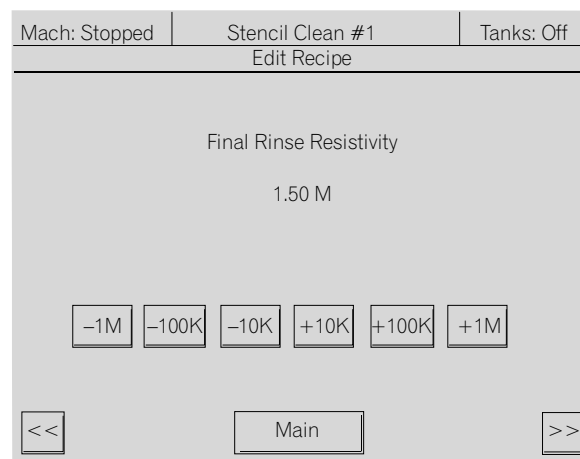 Mach: Stopped Stencil Clean #1 Tanks: Off
Edit Recipe
Final Rinse Resistivity
1.50 M
–1M –100K –10K +10K +100K +1M
<< Main >>